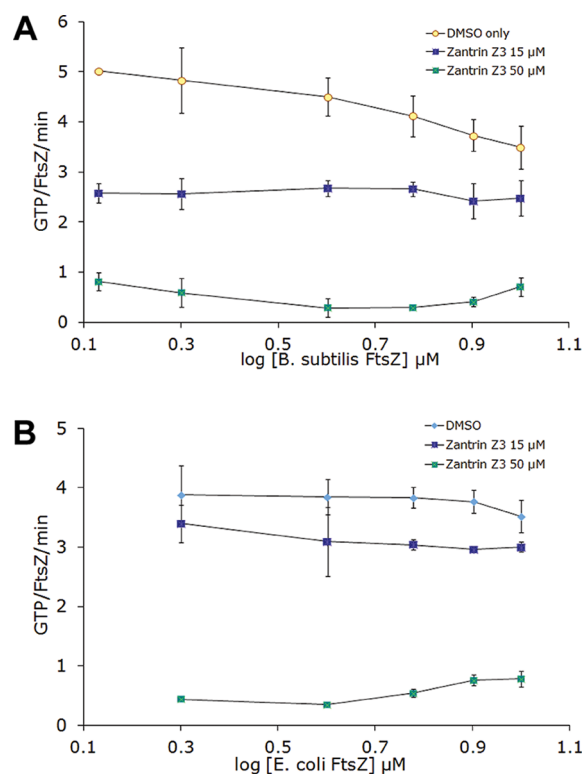 A
DMSO only
Zantrin Z3 15 µM
Zantrin Z3 50 µM
GTP/FtsZ/min
6
5
4
3
2
1
0
0.1 0.3 0.5 0.7 0.9 1.1
log [B. subtilis FtsZ] µM
B
DMSO
Zantrin Z3 15 µM
Zantrin Z3 50 µM
GTP/FtsZ/min
5
4
3
2
1
0
0.1 0.3 0.5 0.7 0.9 1.1
log [E. coli FtsZ] µM